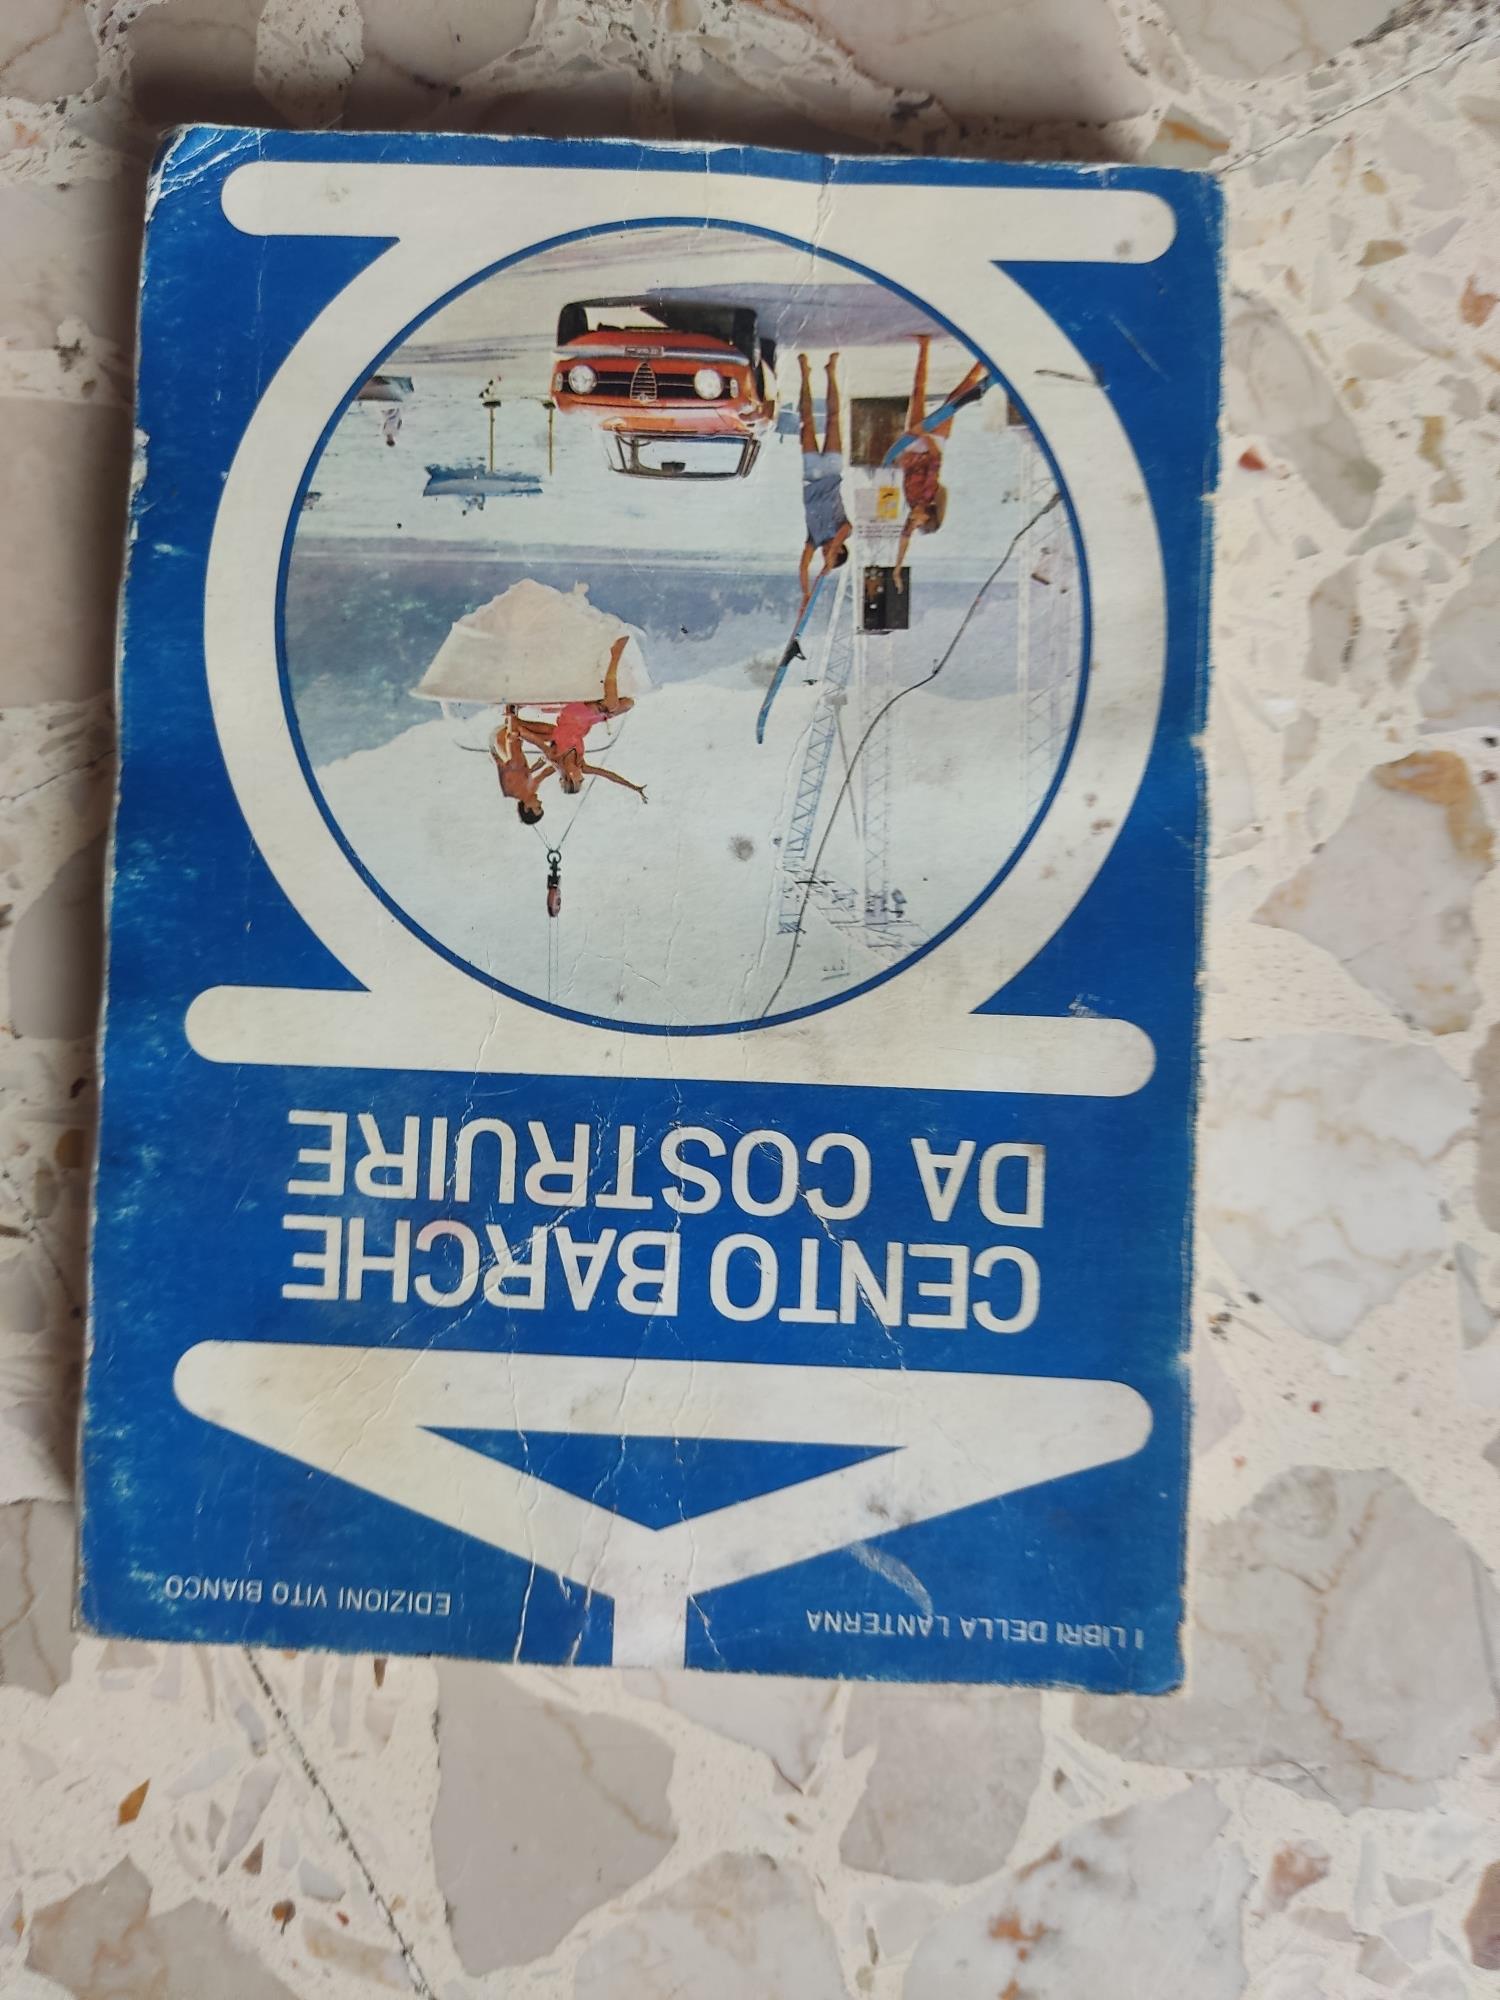 I LIBRI DELLA LANTERNA
EDIZIONI VITO BIANCO
CENTO BARCHE
DA COSTRUIRE